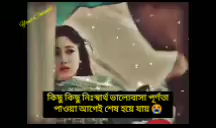 কিছু কিছু নিঃস্বার্থ ভালোবাসা পূর্ণতা
পাওয়া আগেই শেষ হয়ে যায় 😭